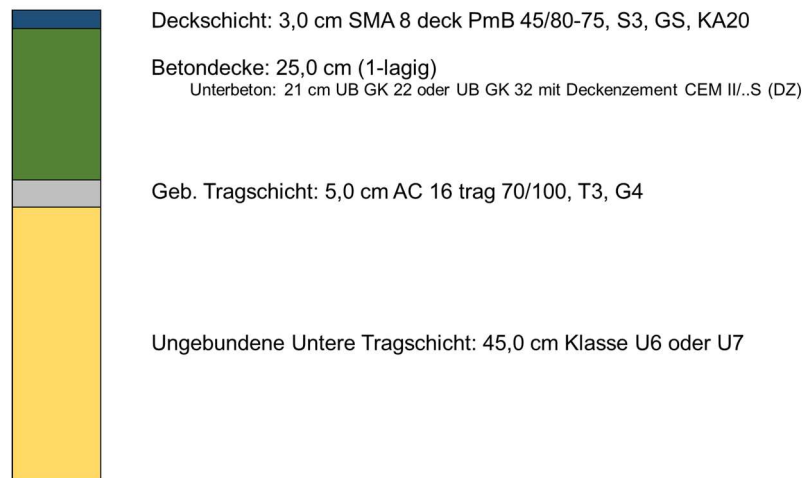 Deckschicht: 3,0 cm SMA 8 deck PmB 45/80-75, S3, GS, KA20
Betondecke: 25,0 cm (1-lagig)
Unterbeton: 21 cm UB GK 22 oder UB GK 32 mit Deckenzement CEM II/..S (DZ)
Geb. Tragschicht: 5,0 cm AC 16 trag 70/100, T3, G4
Ungebundene Untere Tragschicht: 45,0 cm Klasse U6 oder U7